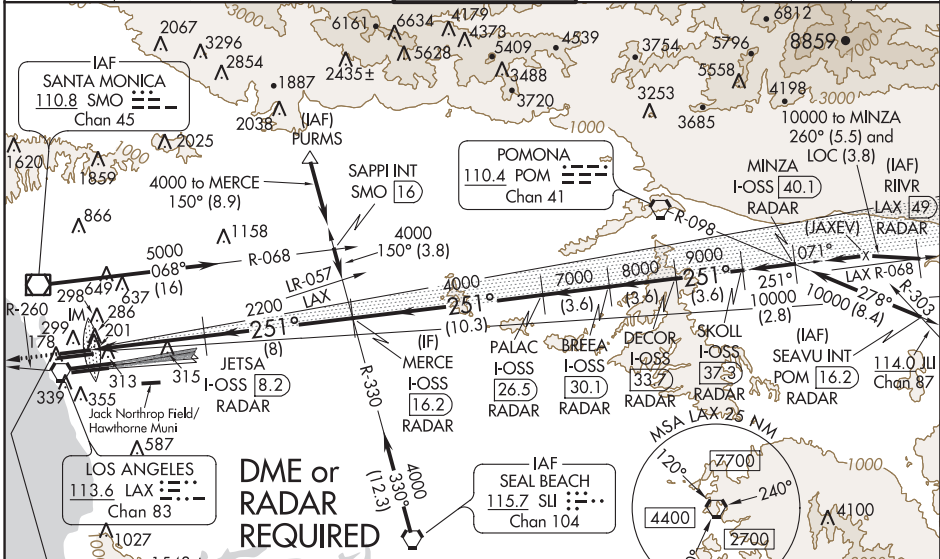 2067
3296
2854
6161
6634
4179
4373
5628
5409
4539
2435±
3488
3720
3754
5796
6812
8859
7000
5558
4198
3000
3253
3685
1887
2038
IAF
SANTA MONICA
110.8 SMO
Chan 45
(IAF)
PURMS
1000
1000
10000 to MINZA
260° (5.5) and
LOC (3.8)
2025
1000
1620
1859
4000 to MERCE
150° (8.9)
SAPPI INT
SMO 16
POMONA
110.4 POM
Chan 41
MINZA
I-OSS 40.1
RADAR
(IAF)
RIIVR
LAX 49
RADAR
(JAXEV)
866
1158
5000
068°
(16)
R-068
4000
150° (3.8)
R-098
071°
LAX R-068
R-303
649
637
298
IM
286
299
201
178
R-260
LR-057
LAX
2200
251°
(8)
4000
251°
(10.3)
7000
(3.6)
8000
(3.6)
9000
251°
(3.6)
251°
10000
(2.8)
278°
10000 (8.4)
313
315
339
355
JETSA
I-OSS 8.2
RADAR
(IF)
MERCE
I-OSS
16.2
RADAR
PALAC
I-OSS
26.5
RADAR
BREEA
I-OSS
30.1
RADAR
DECOR
I-OSS
33.7
RADAR
SKOLL
I-OSS
37.3
RADAR
(IAF)
SEAVU INT
POM 16.2
RADAR
114.0 JLI
Chan 87
Jack Northrop Field/
Hawthorne Muni
587
R-330
4000
330°
(12.3)
LOS ANGELES
113.6 LAX
Chan 83
1027
DME or
RADAR
REQUIRED
IAF
SEAL BEACH
115.7 SLI
Chan 104
MSA LAX 25 NM
120°
7700
240°
4400
2700
1000
4100